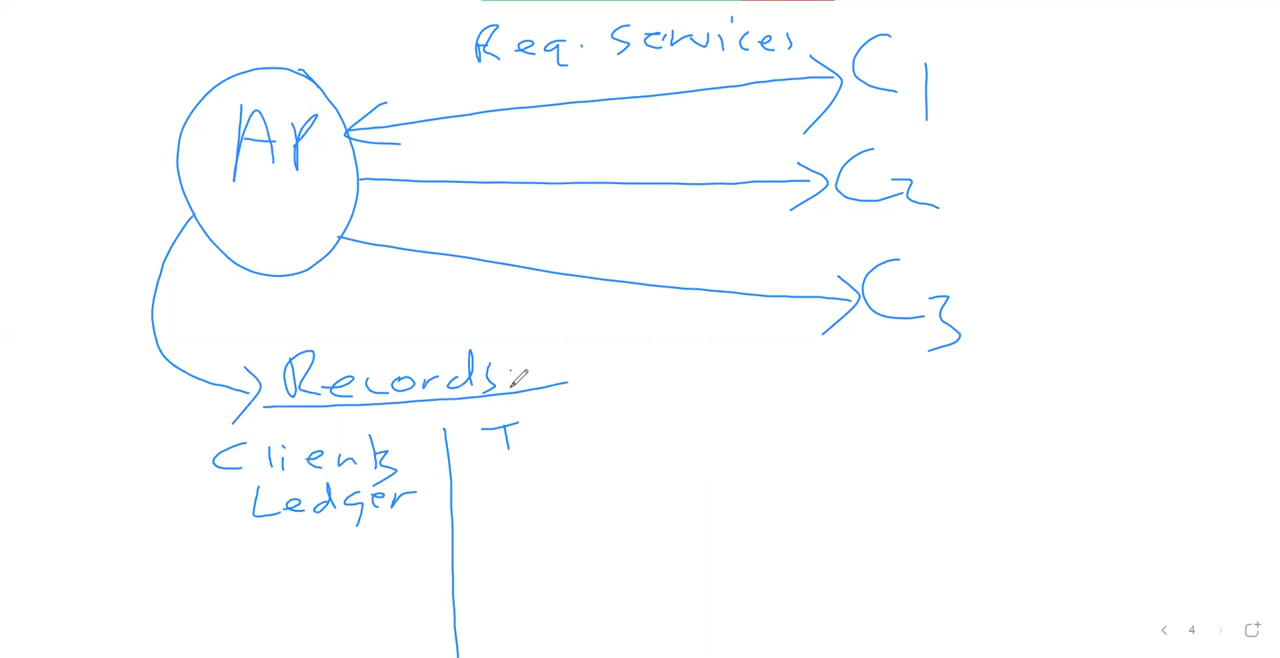 Req. Services
C1
AP
C2
C3
Records
Clients
Ledger
T
4